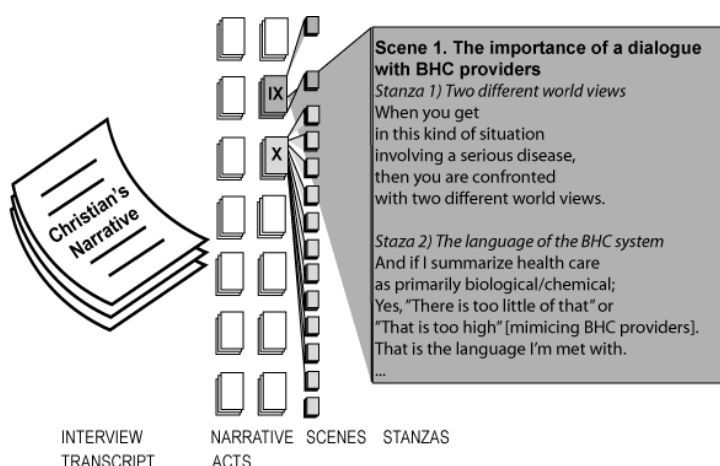 Christian's
Narrative
IX
X
Scene 1. The importance of a dialogue
with BHC providers
Stanza 1) Two different world views
When you get
in this kind of situation
involving a serious disease,
then you are confronted
with two different world views.
Staza 2) The language of the BHC system
And if I summarize health care
as primarily biological/chemical;
Yes, "There is too little of that" or
"That is too high" [mimicing BHC providers].
That is the language I'm met with.
...
INTERVIEW
TRANSCRIPT
NARRATIVE
ACTS
SCENES
STANZAS